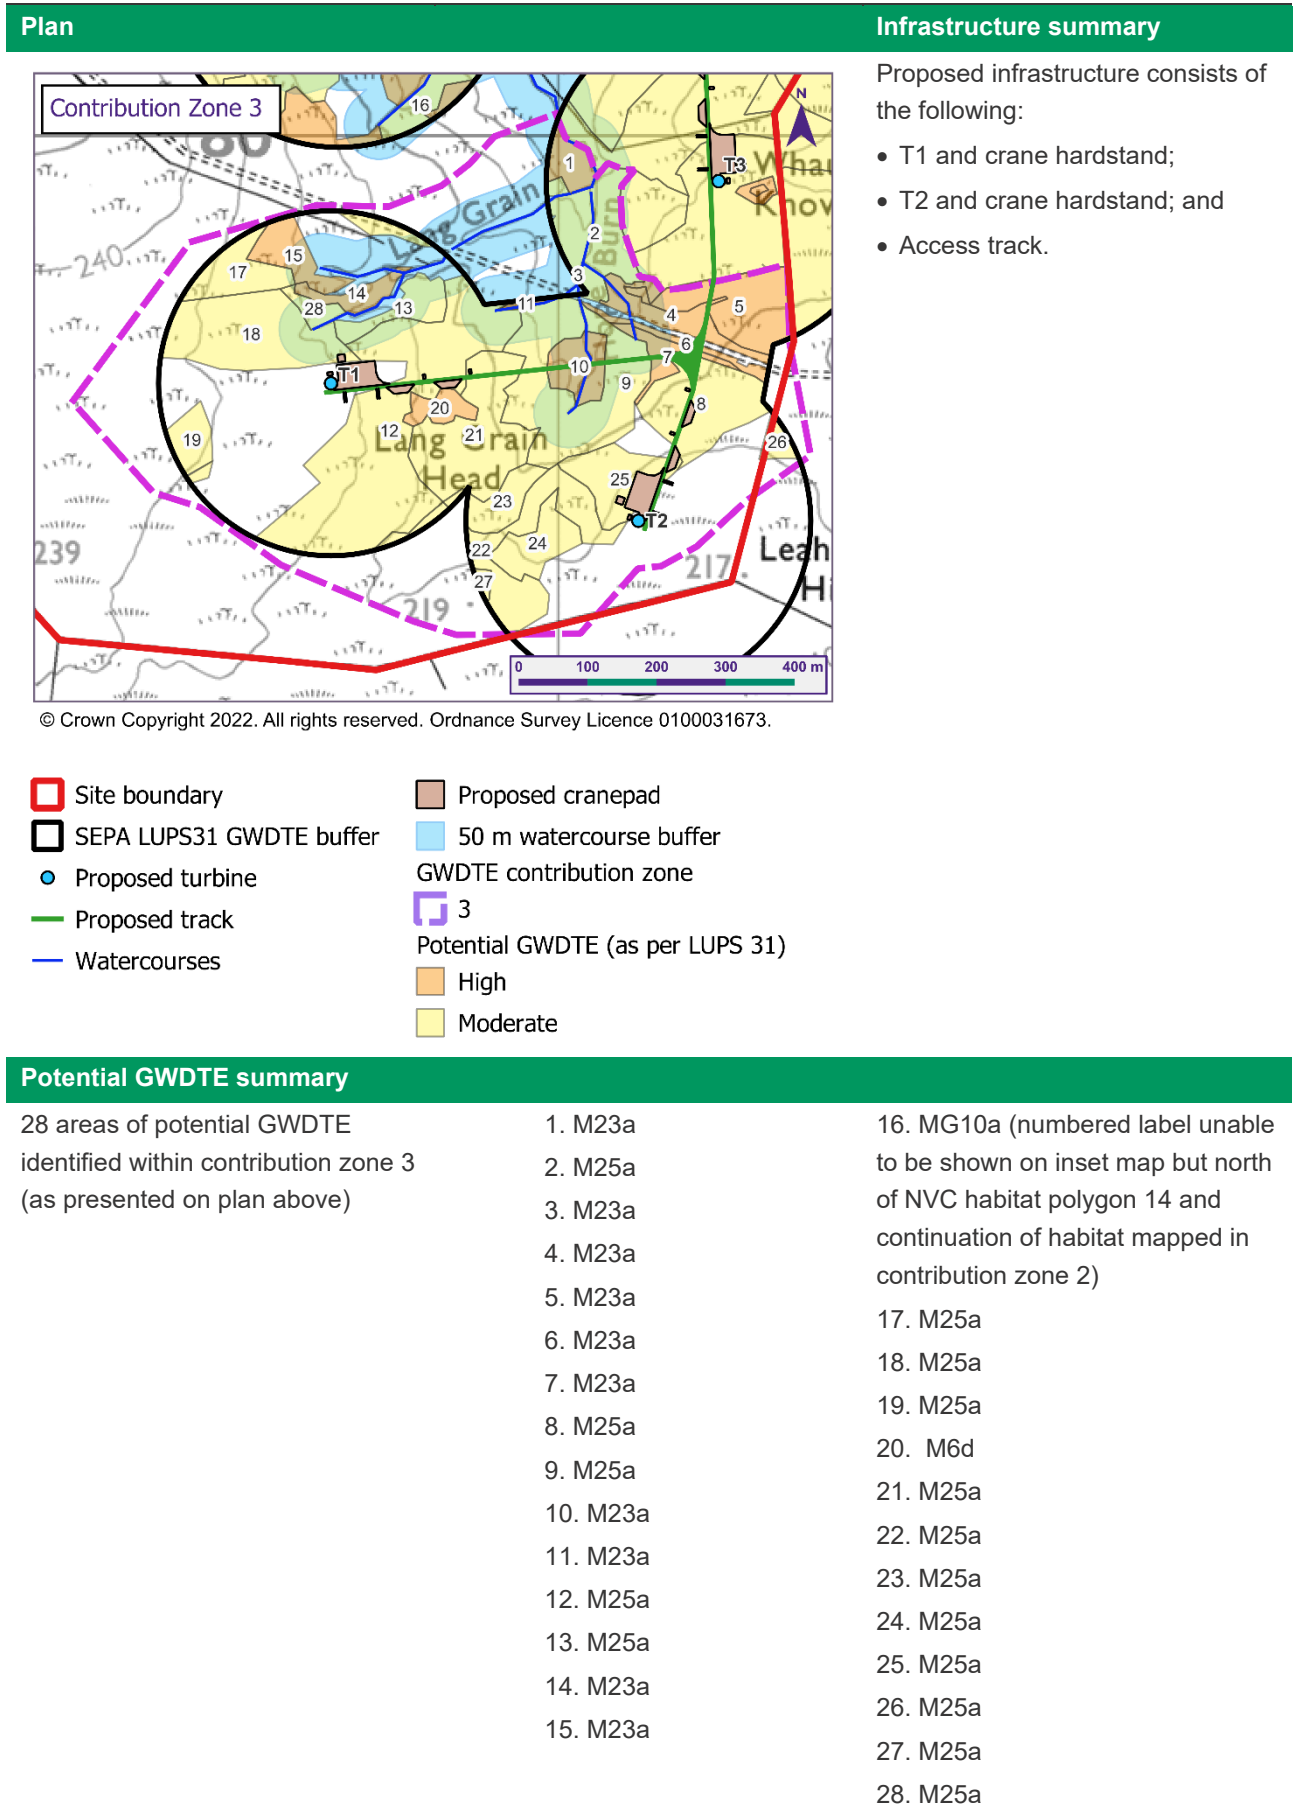 Plan
Infrastructure summary
Contribution Zone 3
80
16
N
1
T3
Whau
Know
Lang Grain
2
Burn
240
15
17
3
14
28
13
11
4
5
18
6
7
T1
10
9
20
8
12
21
19
Lang Grain
Head
26
25
23
T2
24
22
239
217
Leah
Hi
27
219
0 100 200 300 400 m
© Crown Copyright 2022. All rights reserved. Ordnance Survey Licence 0100031673.
Proposed infrastructure consists of
the following:
• T1 and crane hardstand;
• T2 and crane hardstand; and
• Access track.
Site boundary
SEPA LUPS31 GWDTE buffer
Proposed turbine
Proposed track
Watercourses
Proposed cranepad
50 m watercourse buffer
GWDTE contribution zone
3
Potential GWDTE (as per LUPS 31)
High
Moderate
Potential GWDTE summary
28 areas of potential GWDTE
identified within contribution zone 3
(as presented on plan above)
1. M23a
2. M25a
3. M23a
4. M23a
5. M23a
6. M23a
7. M23a
8. M25a
9. M25a
10. M23a
11. M23a
12. M25a
13. M25a
14. M23a
15. M23a
16. MG10a (numbered label unable
to be shown on inset map but north
of NVC habitat polygon 14 and
continuation of habitat mapped in
contribution zone 2)
17. M25a
18. M25a
19. M25a
20. M6d
21. M25a
22. M25a
23. M25a
24. M25a
25. M25a
26. M25a
27. M25a
28. M25a